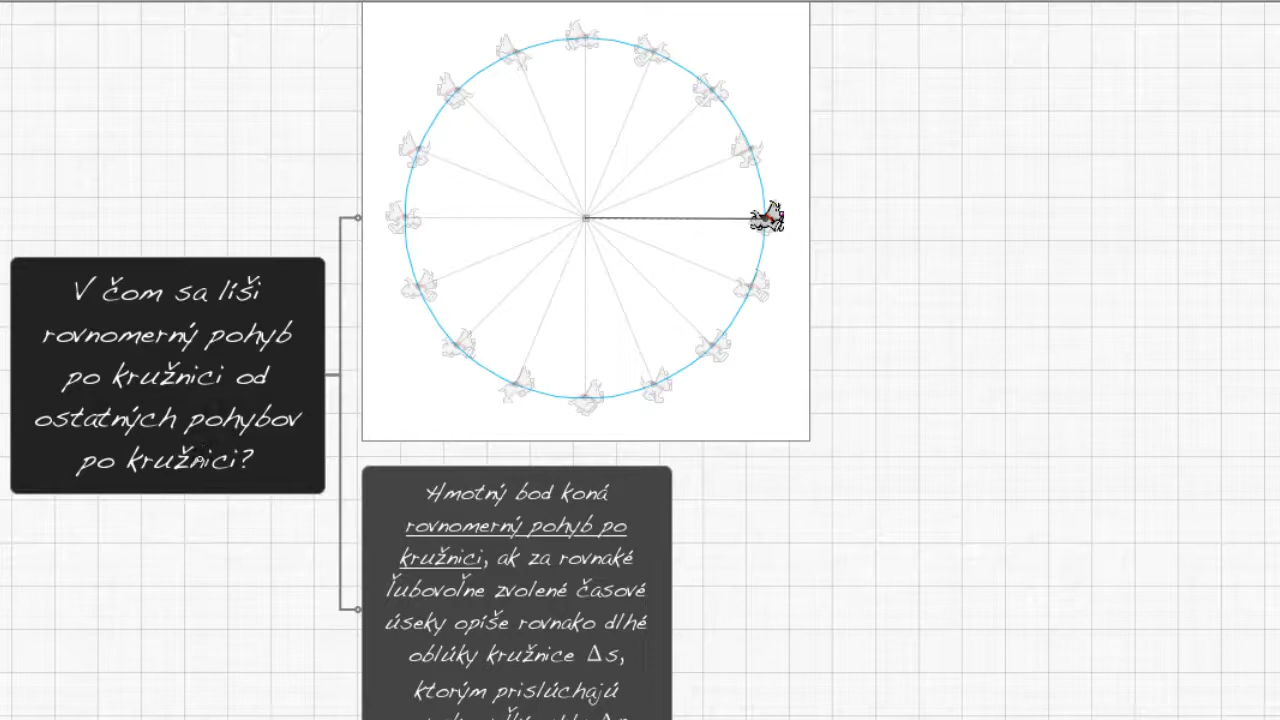 V čom sa líši
rovnomerný pohyb
po kružnici od
ostatných pohybov
po kružnici?
Hmotný bod koná
rovnomerný pohyb po
kružnici, ak za rovnaké
ľubovoľne zvolené časové
úseky opíše rovnako dlhé
oblúky kružnice Δs,
ktorým prislúchajú